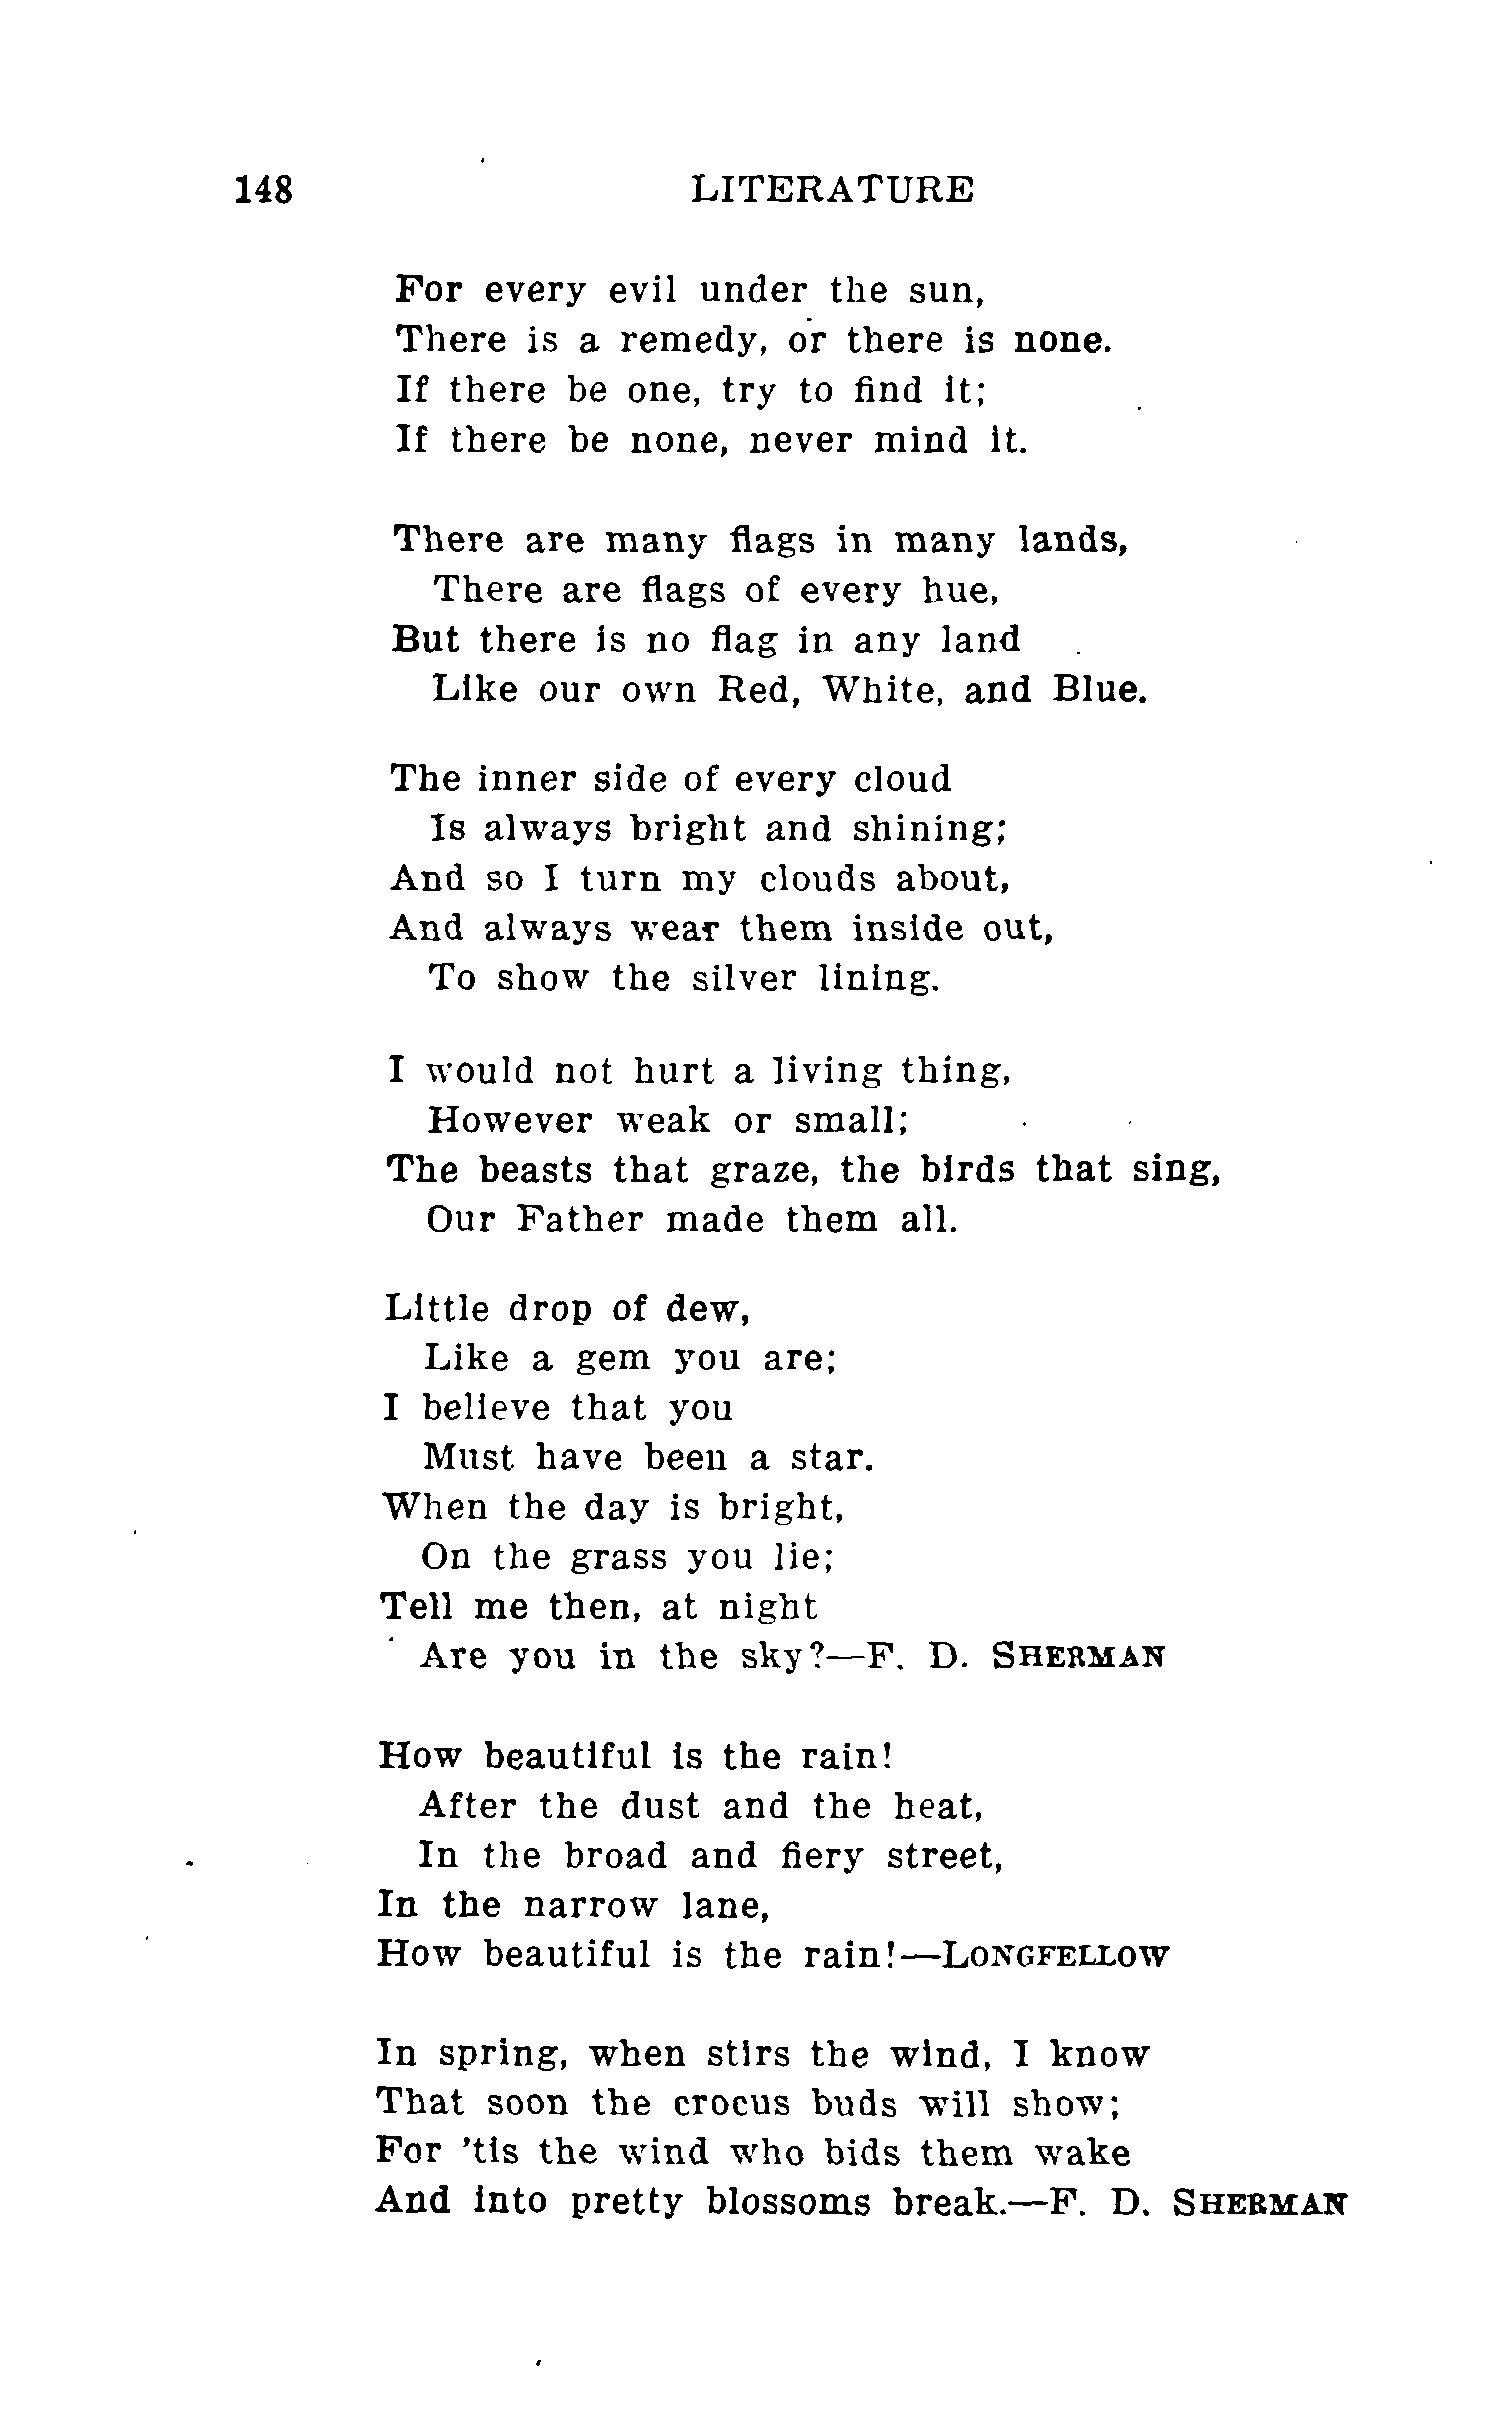 148 LITERATURE
For every evil under the sun,
There is a remedy, or there is none.
If there be one, try to find it;
If there be none, never mind it.
There are many flags in many lands,
There are flags of every hue,
But there is no flag in any land
Like our own Red, White, and Blue.
The inner side of every cloud
Is always bright and shining;
And so I turn my clouds about,
And always wear them inside out,
To show the silver lining.
I would not hurt a living thing,
However weak or small;
The beasts that graze, the birds that sing,
Our Father made them all.
Little drop of dew,
Like a gem you are;
I believe that you
Must have been a star.
When the day is bright,
On the grass you lie;
Tell me then, at night
Are you in the sky?—F. D. SHERMAN
How beautiful is the rain!
After the dust and the heat,
In the broad and fiery street,
In the narrow lane,
How beautiful is the rain!—LONGFELLOW
In spring, when stirs the wind, I know
That soon the crocus buds will show;
For 'tis the wind who bids them wake
And into pretty blossoms break.—F. D. SHERMAN